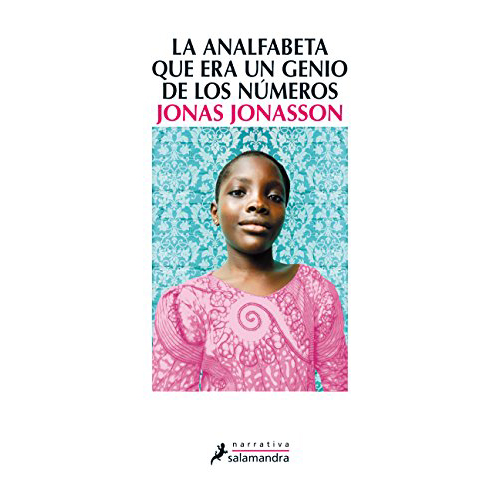 LA ANALFABETA
QUE ERA UN GENIO
DE LOS NÚMEROS
JONAS JONASSON
narrativa
salamandra